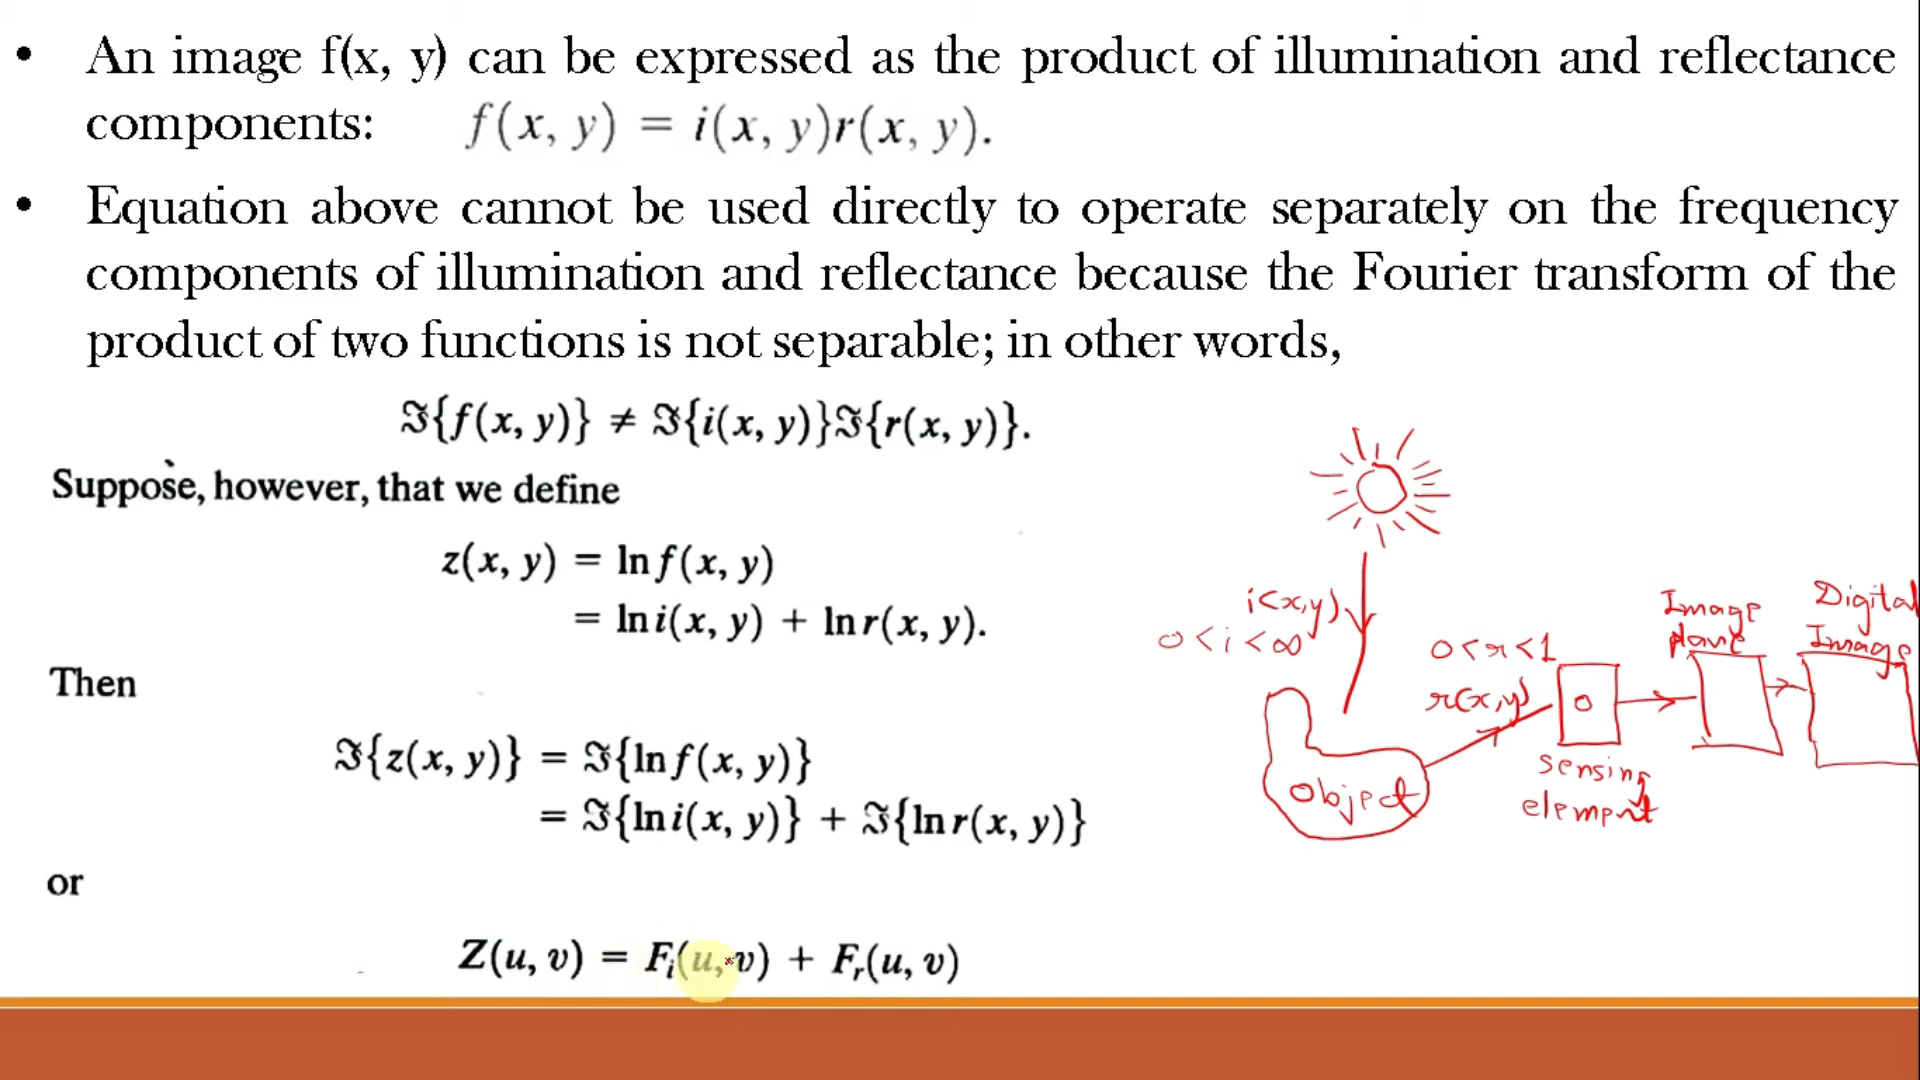 • An image f(x, y) can be expressed as the product of illumination and reflectance
components: f(x, y) = i(x, y)r(x, y).
• Equation above cannot be used directly to operate separately on the frequency
components of illumination and reflectance because the Fourier transform of the
product of two functions is not separable; in other words,
ℑ{f(x, y)} ≠ ℑ{i(x, y)}ℑ{r(x, y)}.
Suppose, however, that we define
z(x, y) = ln f(x, y)
= ln i(x, y) + ln r(x, y).
Then
ℑ{z(x, y)} = ℑ{ln f(x, y)}
= ℑ{ln i(x, y)} + ℑ{ln r(x, y)}
or
Z(u, v) = Fᵢ(u, v) + Fᵣ(u, v)
i(x,y)
0 < i < ∞
0 < r < 1
r(x,y)
object
sensing
element
Image
plane
Digital
Image